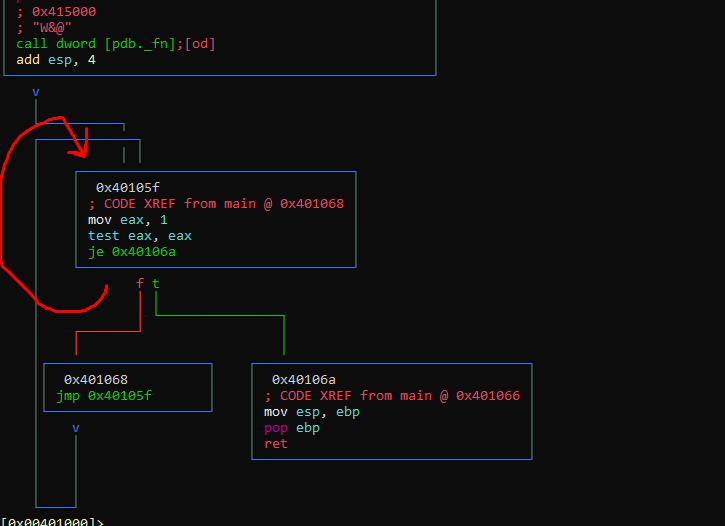 ; 0x415000
; "W&@"
call dword [pdb._fn];[od]
add esp, 4
v
0x40105f
; CODE XREF from main @ 0x401068
mov eax, 1
test eax, eax
je 0x40106a
f t
0x401068
jmp 0x40105f
v
0x40106a
; CODE XREF from main @ 0x401066
mov esp, ebp
pop ebp
ret
[0x00401000]>